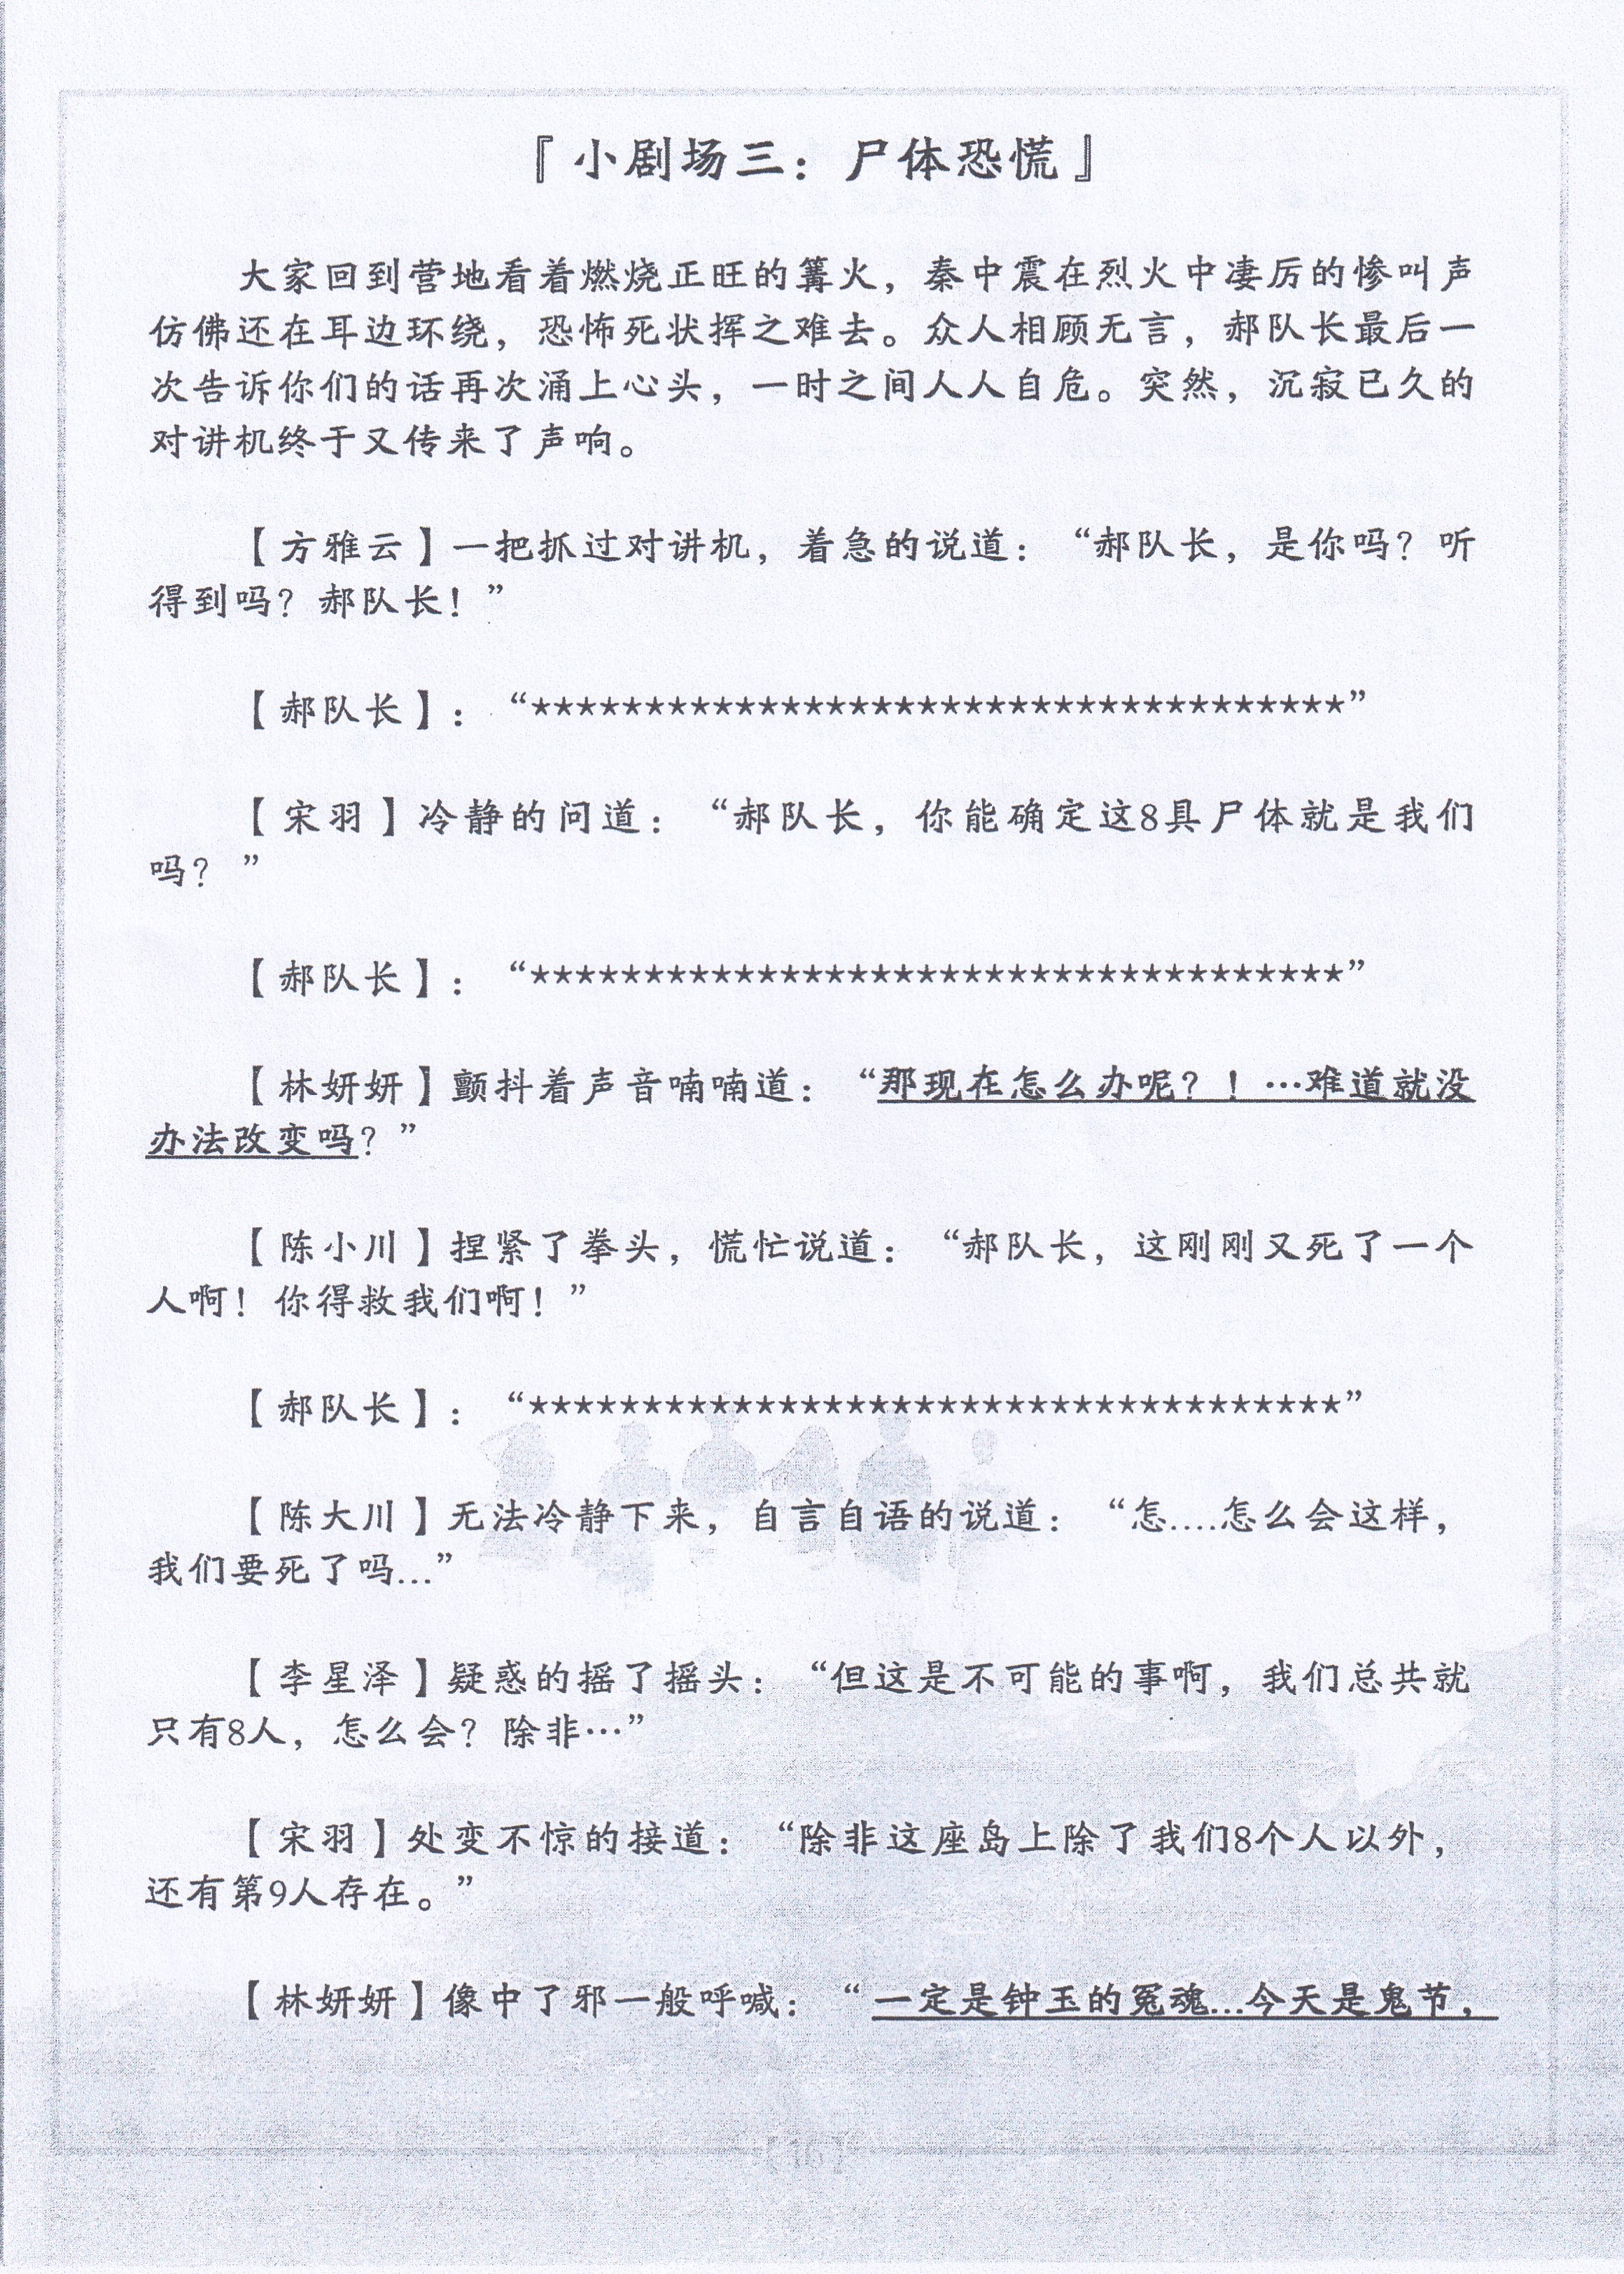 『小剧场三：尸体恐慌』
大家回到营地看着燃烧正旺的篝火，秦中震在烈火中凄厉的惨叫声
仿佛还在耳边环绕，恐怖死状挥之难去。众人相顾无言，郝队长最后一
次告诉你们的话再次涌上心头，一时之间人人自危。突然，沉寂已久的
对讲机终于又传来了声响。
【方雅云】一把抓过对讲机，着急的说道：“郝队长，是你吗？听
得到吗？郝队长！”
【郝队长】：“************************************”
【宋羽】冷静的问道：“郝队长，你能确定这8具尸体就是我们
吗？”
【郝队长】：“************************************”
【林妍妍】颤抖着声音喃喃道：“那现在怎么办呢？！…难道就没
办法改变吗？”
【陈小川】捏紧了拳头，慌忙说道：“郝队长，这刚刚又死了一个
人啊！你得救我们啊！”
【郝队长】：“************************************”
【陈大川】无法冷静下来，自言自语的说道：“怎....怎么会这样，
我们要死了吗...”
【李星泽】疑惑的摇了摇头：“但这是不可能的事啊，我们总共就
只有8人，怎么会？除非…”
【宋羽】处变不惊的接道：“除非这座岛上除了我们8个人以外，
还有第9人存在。”
【林妍妍】像中了邪一般呼喊：“一定是钟玉的冤魂...今天是鬼节，
【16】